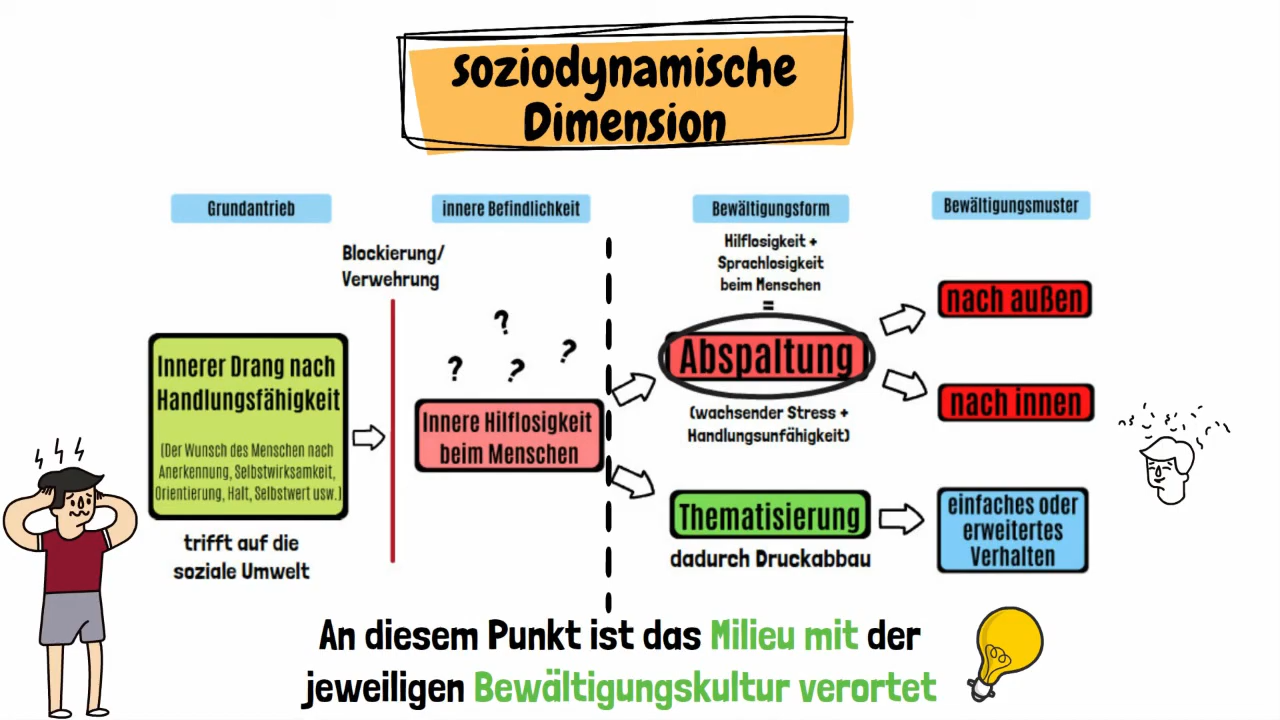 soziodynamische
Dimension
Grundantrieb
innere Befindlichkeit
Bewältigungsform
Bewältigungsmuster
Blockierung/
Verwehrung
Hilflosigkeit +
Sprachlosigkeit
beim Menschen
=
nach außen
? ? ? ?
Innerer Drang nach
Handlungsfähigkeit
(Der Wunsch des Menschen nach
Anerkennung, Selbstwirksamkeit,
Orientierung, Halt, Selbstwert usw.)
trifft auf die
soziale Umwelt
Innere Hilflosigkeit
beim Menschen
Abspaltung
(wachsender Stress +
Handlungsunfähigkeit)
nach innen
Thematisierung
dadurch Druckabbau
einfaches oder
erweitertes
Verhalten
An diesem Punkt ist das Milieu mit der
jeweiligen Bewältigungskultur verortet